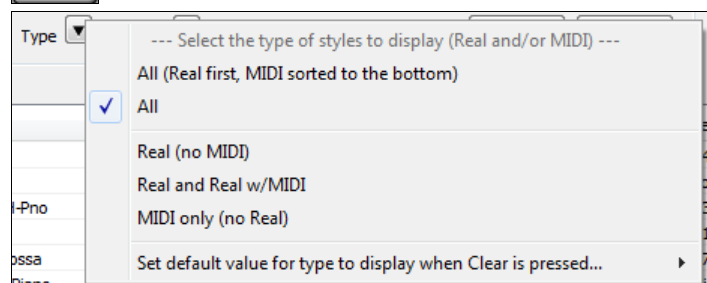 Type
--- Select the type of styles to display (Real and/or MIDI) ---
All (Real first, MIDI sorted to the bottom)
All
Real (no MIDI)
Real and Real w/MIDI
-Pno
MIDI only (no Real)
ossa
Set default value for type to display when Clear is pressed...